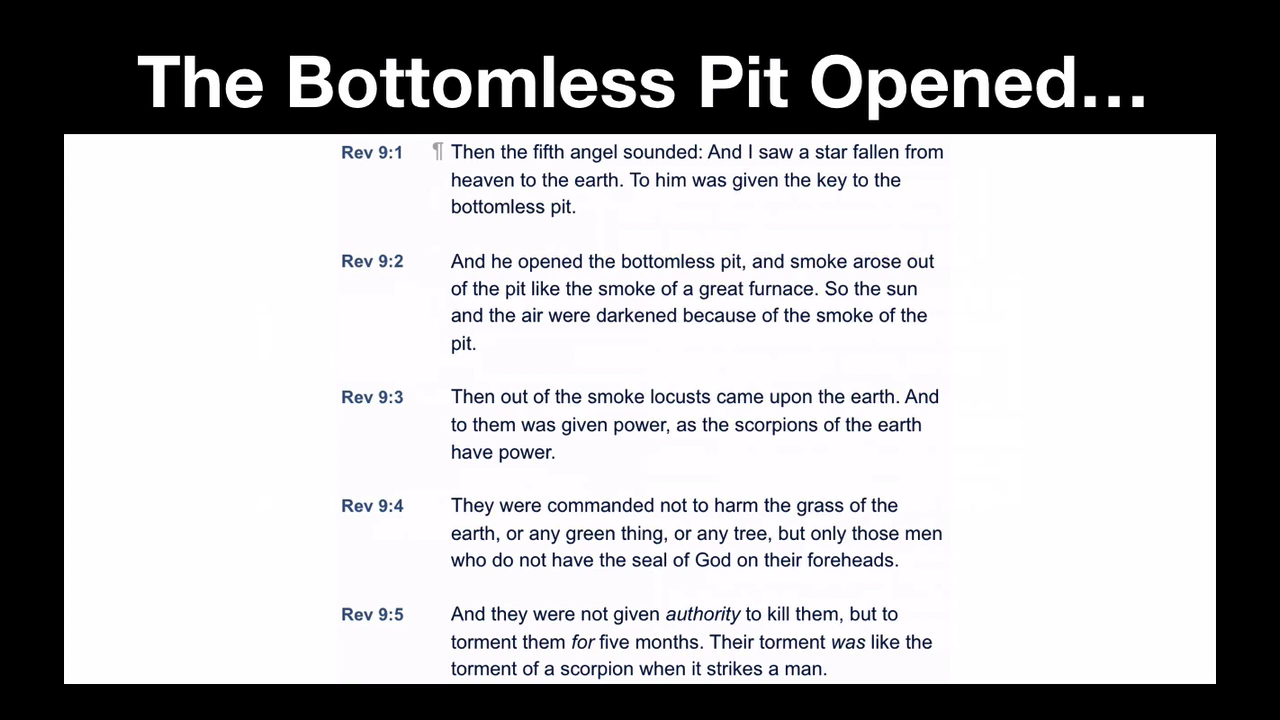 The Bottomless Pit Opened...
Rev 9:1 ¶ Then the fifth angel sounded: And I saw a star fallen from
heaven to the earth. To him was given the key to the
bottomless pit.
Rev 9:2 And he opened the bottomless pit, and smoke arose out
of the pit like the smoke of a great furnace. So the sun
and the air were darkened because of the smoke of the
pit.
Rev 9:3 Then out of the smoke locusts came upon the earth. And
to them was given power, as the scorpions of the earth
have power.
Rev 9:4 They were commanded not to harm the grass of the
earth, or any green thing, or any tree, but only those men
who do not have the seal of God on their foreheads.
Rev 9:5 And they were not given authority to kill them, but to
torment them for five months. Their torment was like the
torment of a scorpion when it strikes a man.